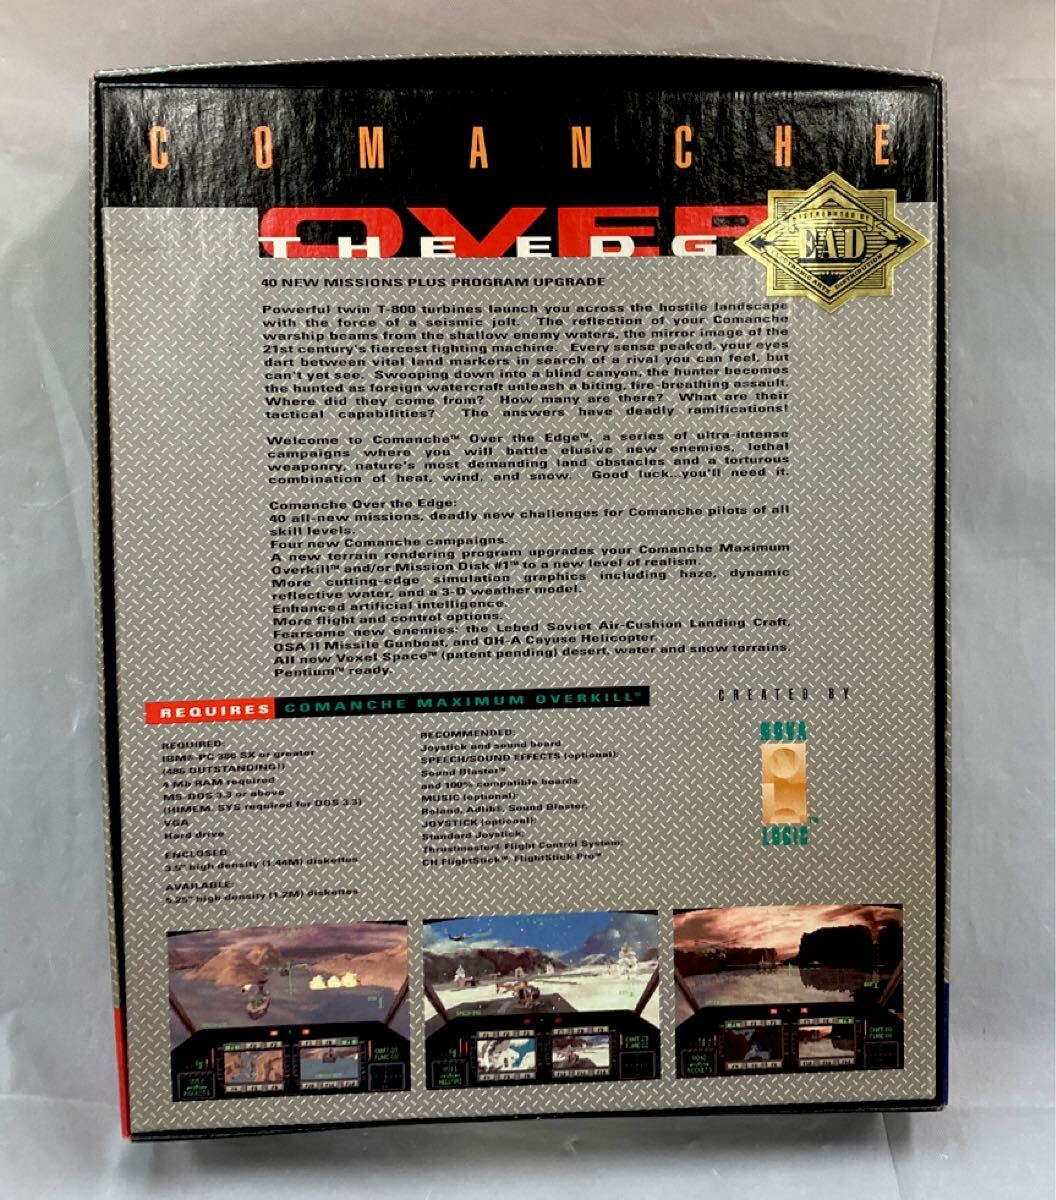 COMANCHE
OVER
THE EDG
DISTRIBUTED BY
EAD
ELECTRONIC ARTS DISTRIBUTION
40 NEW MISSIONS PLUS PROGRAM UPGRADE
Powerful twin T-800 turbines launch you across the hostile landscape
with the force of a seismic jolt. The reflection of your Comanche
warship beams from the shallow enemy waters, the mirror image of the
21st century's fiercest fighting machine. Every sense peaked, your eyes
dart between vital land markers in search of a rival you can feel, but
can't yet see. Swooping down into a blind canyon, the hunter becomes
the hunted as foreign watercraft unleash a biting, fire-breathing assault.
Where did they come from? How many are there? What are their
tactical capabilities? The answers have deadly ramifications!
Welcome to Comanche™ Over the Edge™, a series of ultra-intense
campaigns where you will battle elusive new enemies, lethal
weaponry, nature's most demanding land obstacles and a torturous
combination of heat, wind, and snow. Good luck...you'll need it.
Comanche Over the Edge:
40 all-new missions, deadly new challenges for Comanche pilots of all
skill levels.
Four new Comanche campaigns.
A new terrain rendering program upgrades your Comanche Maximum
Overkill™ and/or Mission Disk #1™ to a new level of realism.
More cutting-edge simulation graphics including haze, dynamic
reflective water, and a 3-D weather model.
Enhanced artificial intelligence.
More flight and control options.
Fearsome new enemies: the Lebed Soviet Air-Cushion Landing Craft,
OSA II Missile Gunboat, and OH-A Cayuse Helicopter.
All new Voxel Space™ (patent pending) desert, water and snow terrains.
Pentium™ ready.
REQUIRES COMANCHE MAXIMUM OVERKILL™
CREATED BY
NOVA
LOGIC™
REQUIRED:
IBM®-PC 386 SX or greater
(486 OUTSTANDING!)
4 Mb RAM required
MS-DOS 3.3 or above
(HIMEM. SYS required for DOS 3.3)
VGA
Hard drive
ENCLOSED:
3.5" high density (1.44M) diskettes
AVAILABLE:
5.25" high density (1.2M) diskettes
RECOMMENDED:
Joystick and sound board
SPEECH/SOUND EFFECTS (optional):
Sound Blaster™
and 100% compatible boards
MUSIC (optional):
Roland, Adlib®, Sound Blaster,
JOYSTICK (optional):
Standard Joystick;
Thrustmaster® Flight Control System;
CH FlightStick™, FlightStick Pro™
ROCKETS
HELLFIRE
ROCKETS